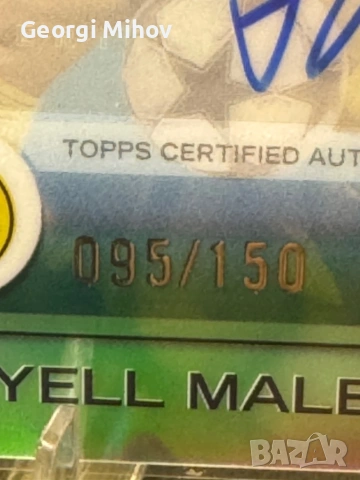 Georgi Mihov
TOPPS CERTIFIED AUT
095/150
YELL MALE
bazar